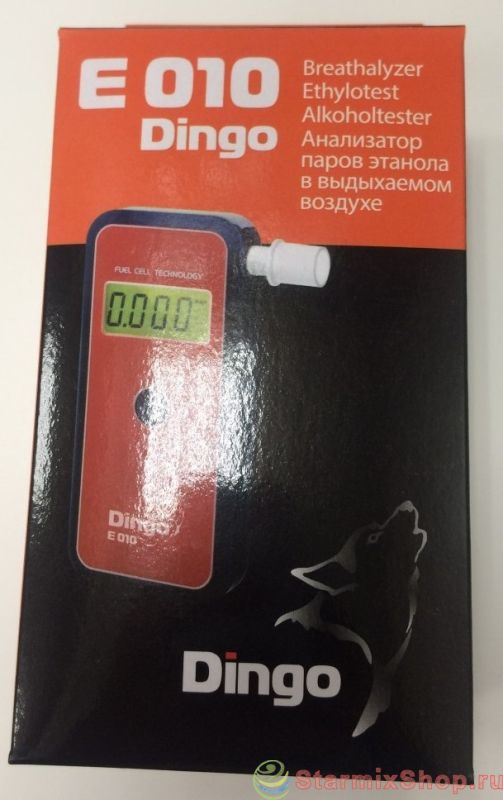 E 010
Dingo
Breathalyzer
Ethylotest
Alkoholtester
Анализатор
паров этанола
в выдыхаемом
воздухе
FUEL CELL TECHNOLOGY
0.000
Dingo
E 010
Dingo
StarmixShop.ru